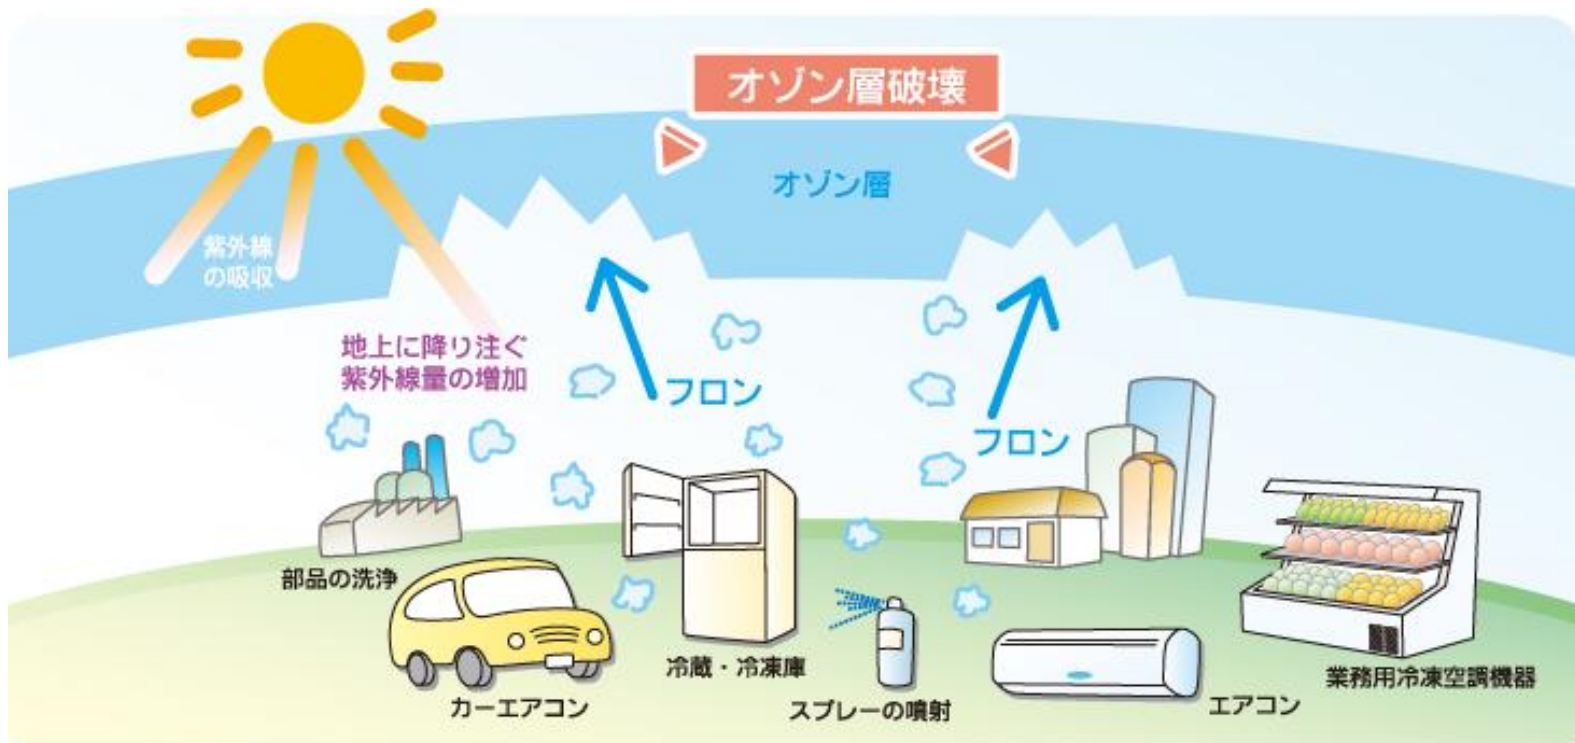 オゾン層破壊
オゾン層
紫外線
の吸収
地上に降り注ぐ
紫外線量の増加
フロン
フロン
部品の洗浄
カーエアコン
冷蔵・冷凍庫
スプレーの噴射
エアコン
業務用冷凍空調機器